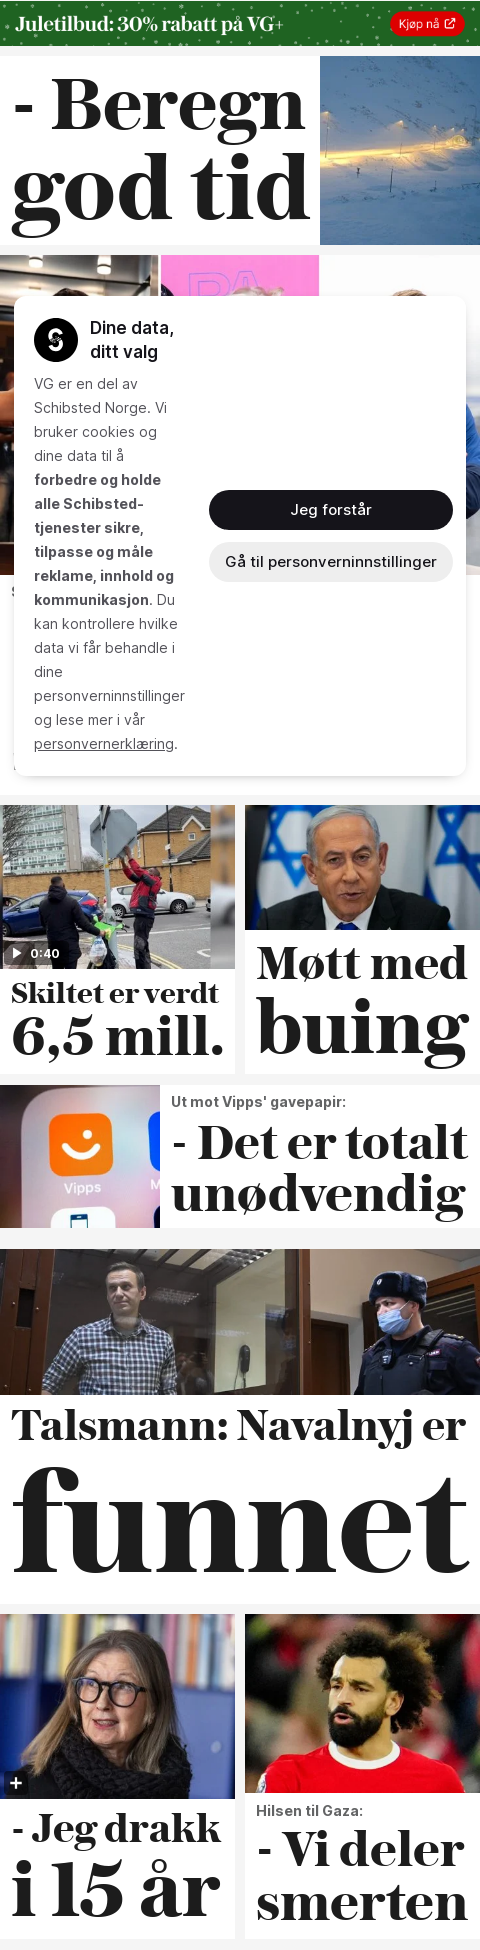 Juletilbud: 30% rabatt på VG+
Kjøp nå
- Beregn
god tid
Dine data,
ditt valg
VG er en del av
Schibsted Norge. Vi
bruker cookies og
dine data til å
forbedre og holde
alle Schibsted-
tjenester sikre,
tilpasse og måle
reklame, innhold og
kommunikasjon. Du
kan kontrollere hvilke
data vi får behandle i
dine
personverninnstillinger
og lese mer i vår
personvernerklæring.
Jeg forstår
Gå til personverninnstillinger
0:40
Skiltet er verdt
6,5 mill.
Møtt med
buing
Vipps
Ut mot Vipps' gavepapir:
- Det er totalt
unødvendig
Talsmann: Navalnyj er
funnet
- Jeg drakk
i 15 år
Hilsen til Gaza:
- Vi deler
smerten